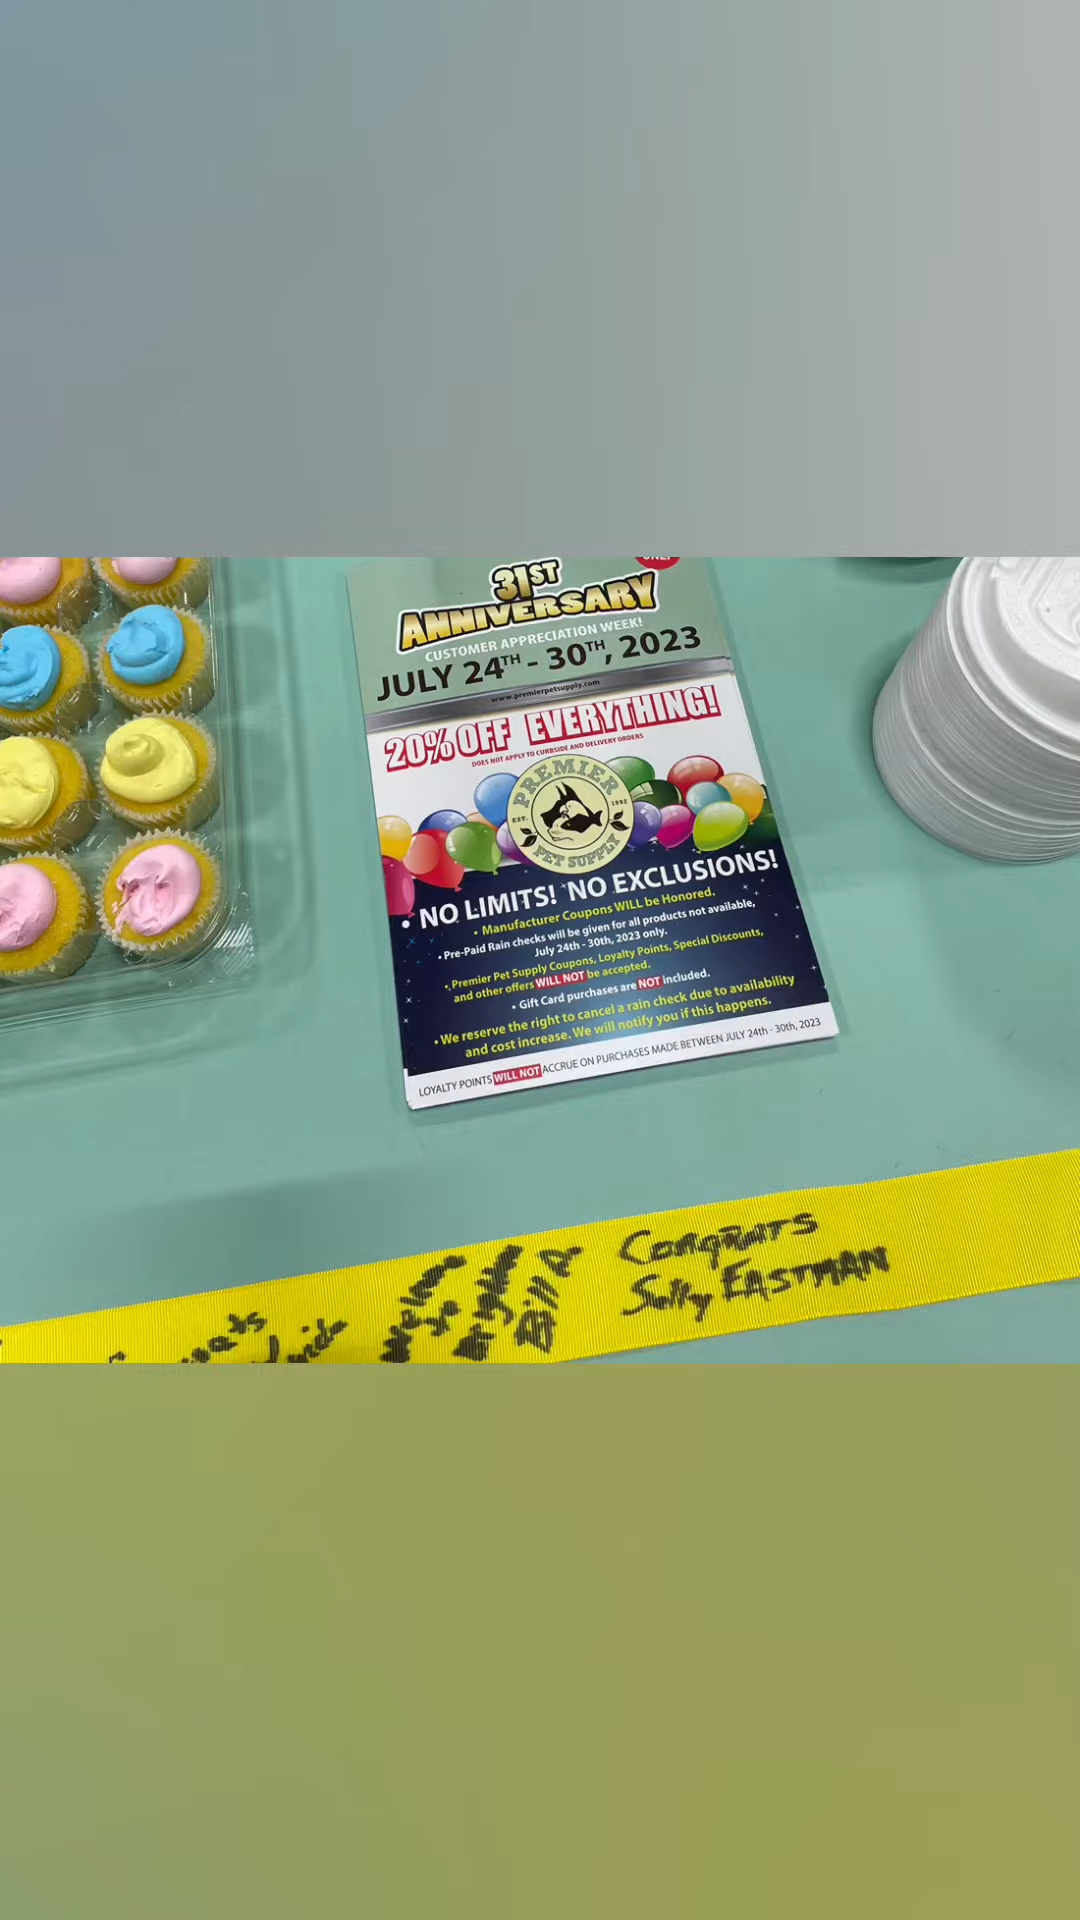 31ST
ANNIVERSARY
CUSTOMER APPRECIATION WEEK!
JULY 24TH - 30TH, 2023
www.premierpetsupply.com
20% OFF EVERYTHING!
DOES NOT APPLY TO CURBSIDE AND DELIVERY ORDERS
PREMIER
EST. 1992
PET SUPPLY
• NO LIMITS! NO EXCLUSIONS!
• Manufacturer Coupons WILL be Honored.
• Pre-Paid Rain checks will be given for all products not available,
July 24th - 30th, 2023 only.
• Premier Pet Supply Coupons, Loyalty Points, Special Discounts,
and other offers WILL NOT be accepted.
• Gift Card purchases are NOT Included.
• We reserve the right to cancel a rain check due to availability
and cost increase. We will notify you if this happens.
LOYALTY POINTS WILL NOT ACCRUE ON PURCHASES MADE BETWEEN JULY 24th - 30th, 2023
Welcome
to
Bill
CONGRATS
EASTMAN